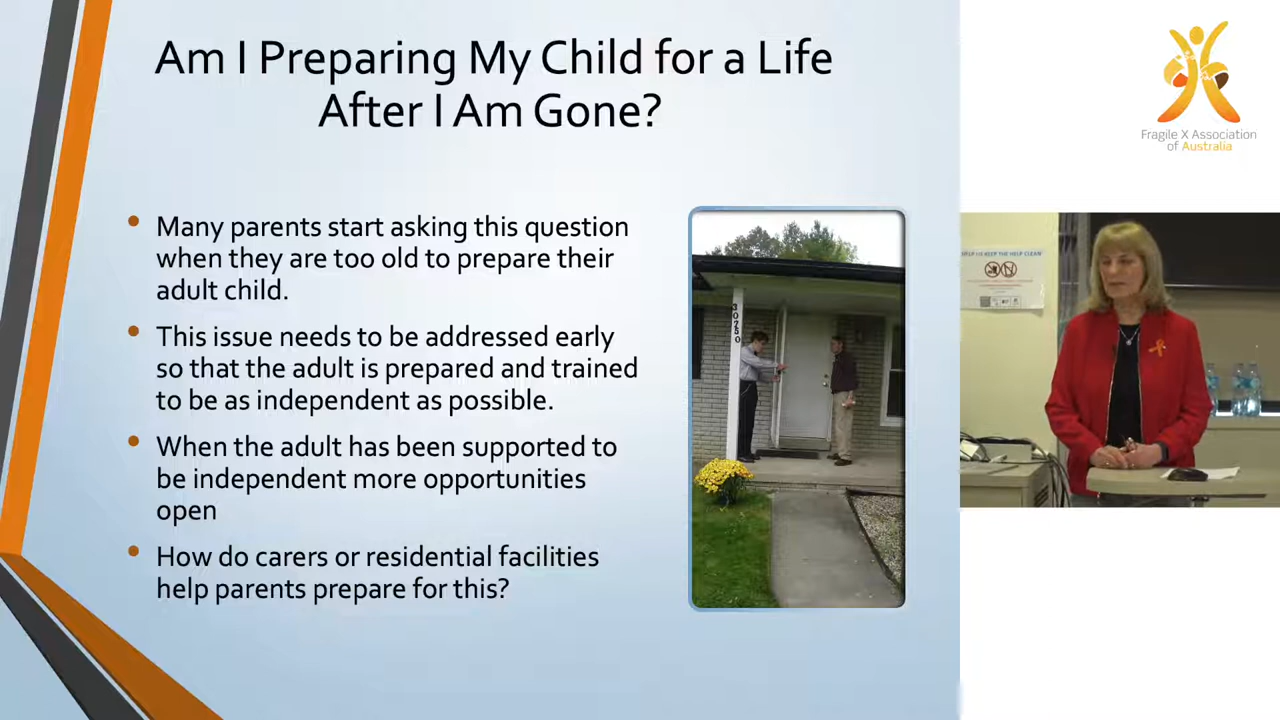 Am I Preparing My Child for a Life
After I Am Gone?
• Many parents start asking this question
when they are too old to prepare their
adult child.
• This issue needs to be addressed early
so that the adult is prepared and trained
to be as independent as possible.
• When the adult has been supported to
be independent more opportunities
open
• How do carers or residential facilities
help parents prepare for this?
30750
Fragile X Association
of Australia